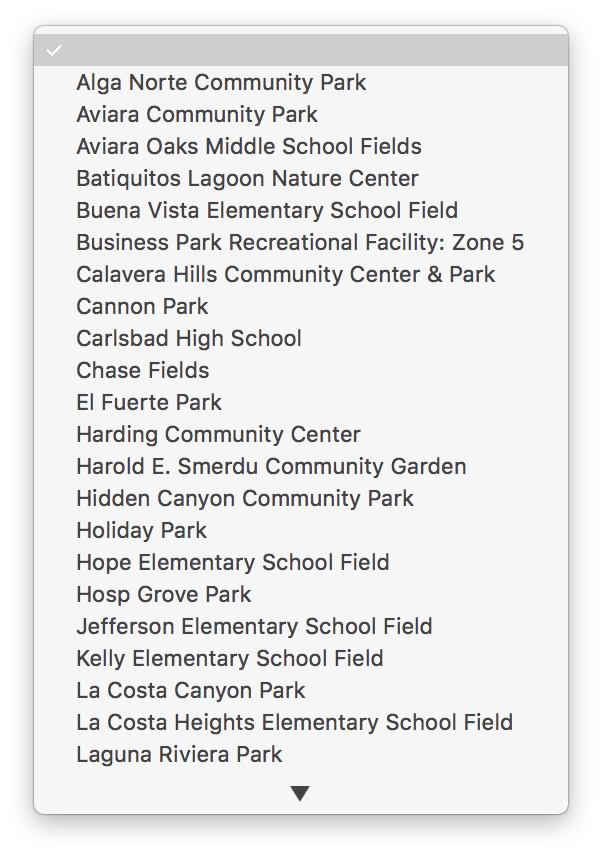 Alga Norte Community Park
Aviara Community Park
Aviara Oaks Middle School Fields
Batiquitos Lagoon Nature Center
Buena Vista Elementary School Field
Business Park Recreational Facility: Zone 5
Calavera Hills Community Center & Park
Cannon Park
Carlsbad High School
Chase Fields
El Fuerte Park
Harding Community Center
Harold E. Smerdu Community Garden
Hidden Canyon Community Park
Holiday Park
Hope Elementary School Field
Hosp Grove Park
Jefferson Elementary School Field
Kelly Elementary School Field
La Costa Canyon Park
La Costa Heights Elementary School Field
Laguna Riviera Park